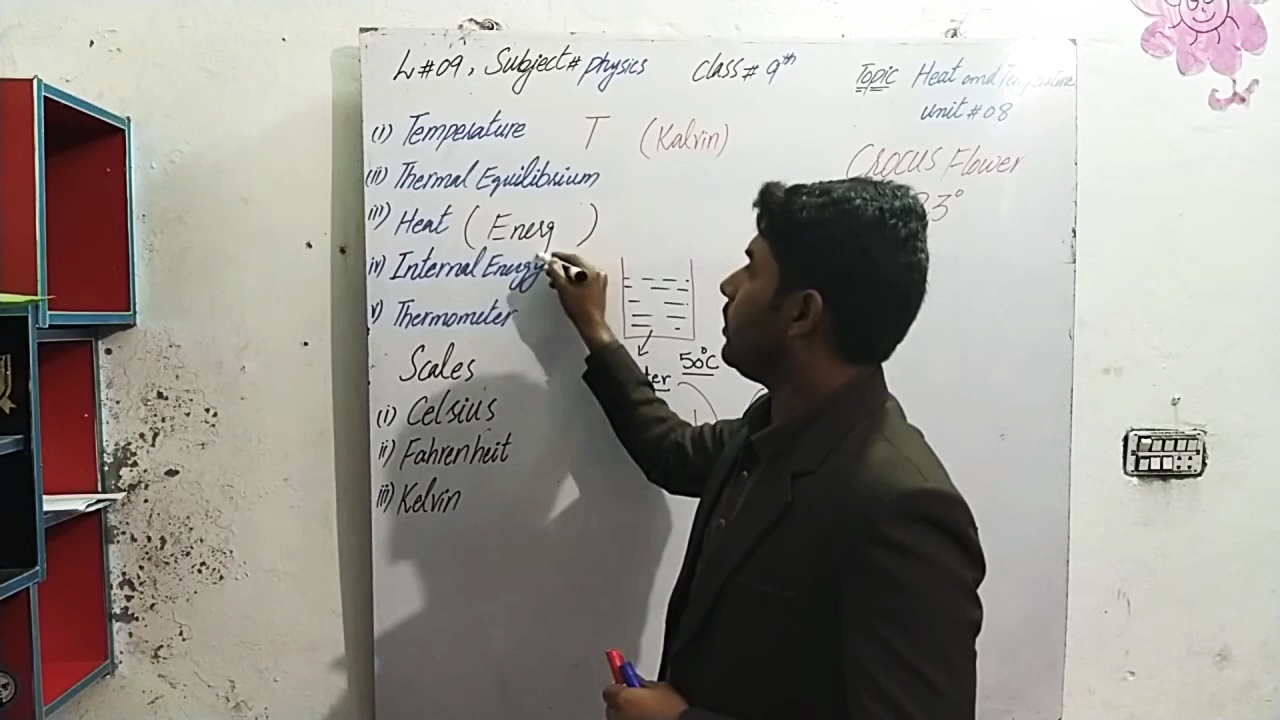 L#09, Subject# physics Class# 9th Topic Heat and Temperature
unit #08
(i) Temperature T (Kalvin)
Crocus Flower
(ii) Thermal Equilibrium
3°
iii) Heat (Energ )
iv) Internal Energy
v) Thermometer
50°C
Scales
(i) Celsius
ii) Fahrenheit
iii) Kelvin